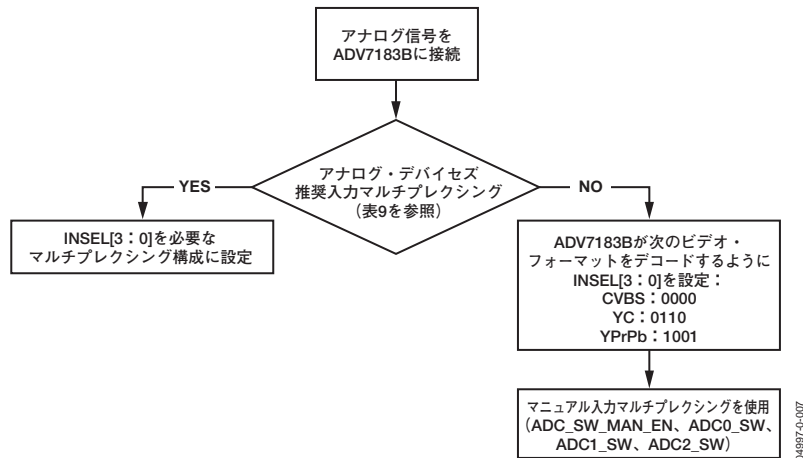 アナログ信号を
ADV7183Bに接続
アナログ・デバイセズ
推奨入力マルチプレクシング
（表9を参照）
YES
NO
INSEL[3：0]を必要な
マルチプレクシング構成に設定
ADV7183Bが次のビデオ・
フォーマットをデコードするように
INSEL[3：0]を設定：
CVBS：0000
YC：0110
YPrPb：1001
マニュアル入力マルチプレクシングを使用
（ADC_SW_MAN_EN、ADC0_SW、
ADC1_SW、ADC2_SW）
04997-0-007